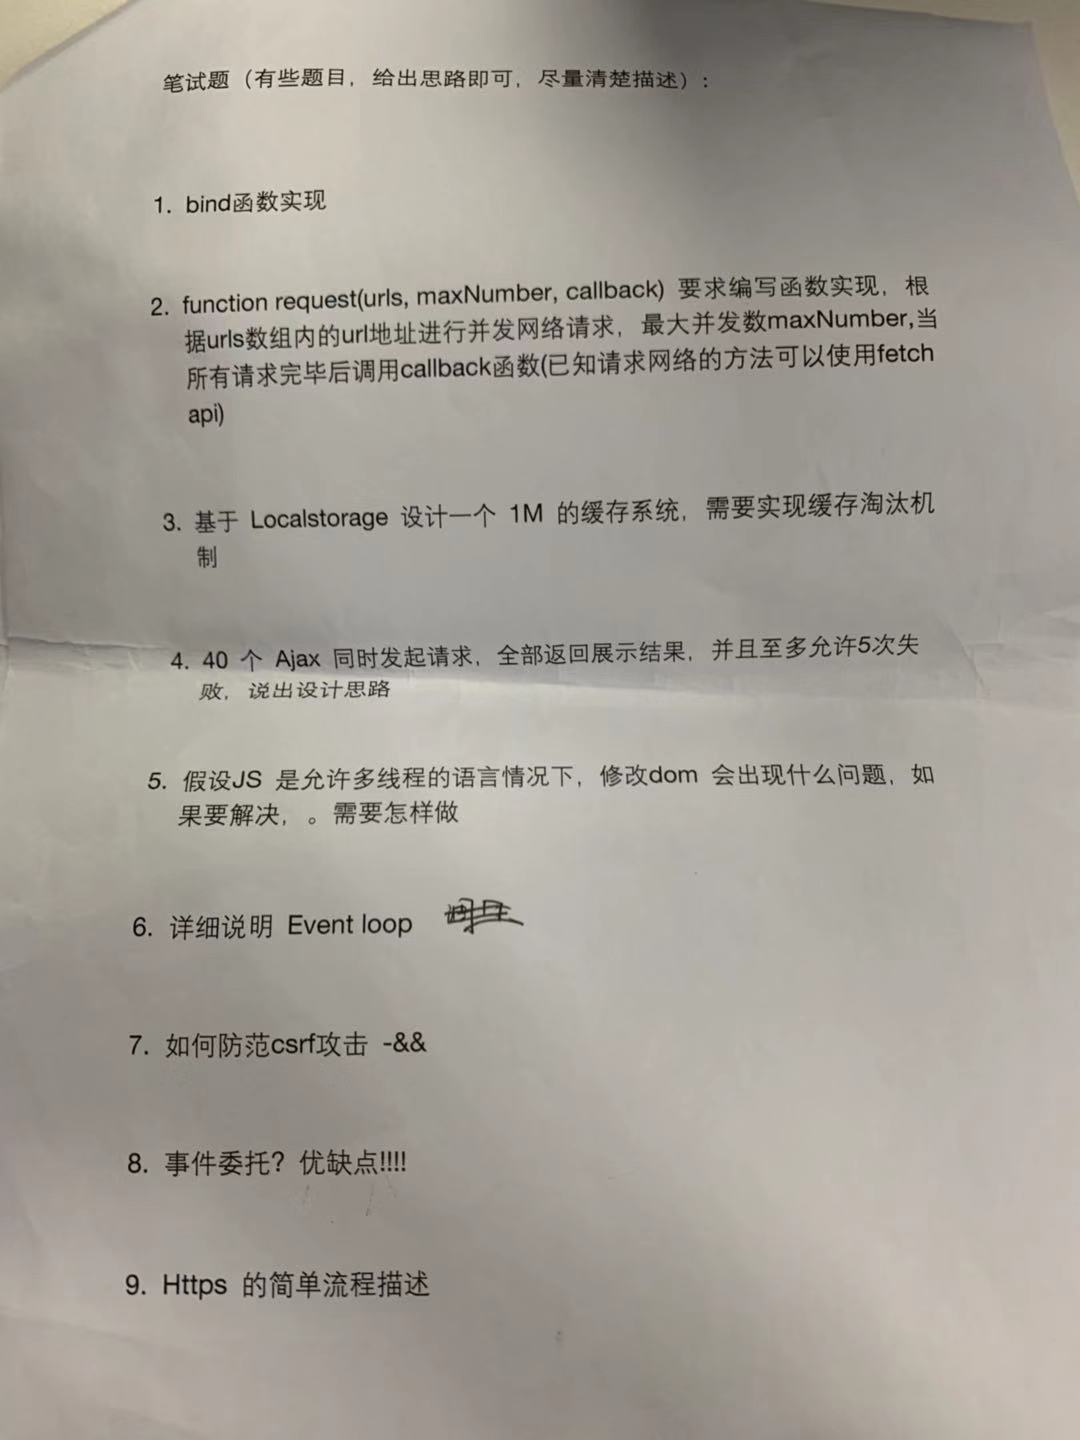 笔试题（有些题目，给出思路即可，尽量清楚描述）:
1. bind函数实现
2. function request(urls, maxNumber, callback) 要求编写函数实现，根
据urls数组内的url地址进行并发网络请求，最大并发数maxNumber,当
所有请求完毕后调用callback函数(已知请求网络的方法可以使用fetch
api)
3. 基于 Localstorage 设计一个 1M 的缓存系统，需要实现缓存淘汰机
制
4. 40 个 Ajax 同时发起请求，全部返回展示结果，并且至多允许5次失
败，说出设计思路
5. 假设JS 是允许多线程的语言情况下，修改dom 会出现什么问题，如
果要解决，。需要怎样做
6. 详细说明 Event loop
7. 如何防范csrf攻击 -&&
8. 事件委托？优缺点!!!!
9. Https 的简单流程描述